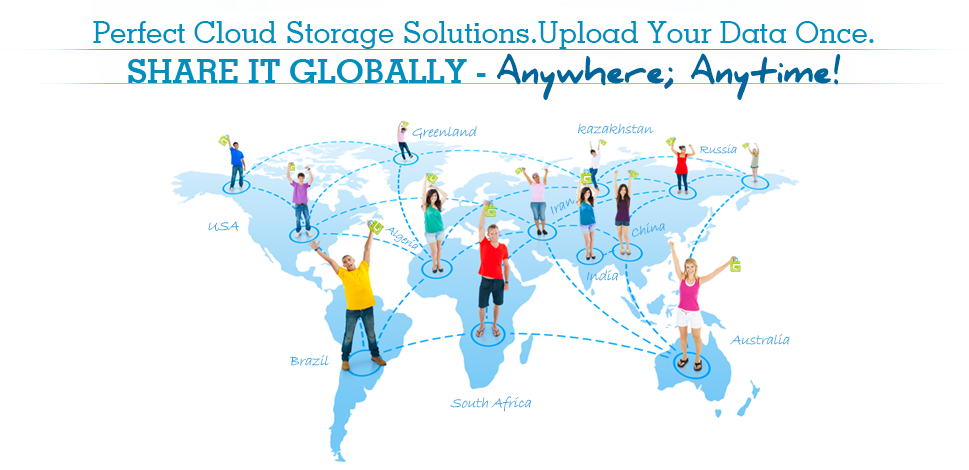 Perfect Cloud Storage Solutions.Upload Your Data Once.
SHARE IT GLOBALLY - Anywhere; Anytime!
Greenland
kazakhstan
Russia
USA
Algeria
Iran
China
India
Brazil
Australia
South Africa